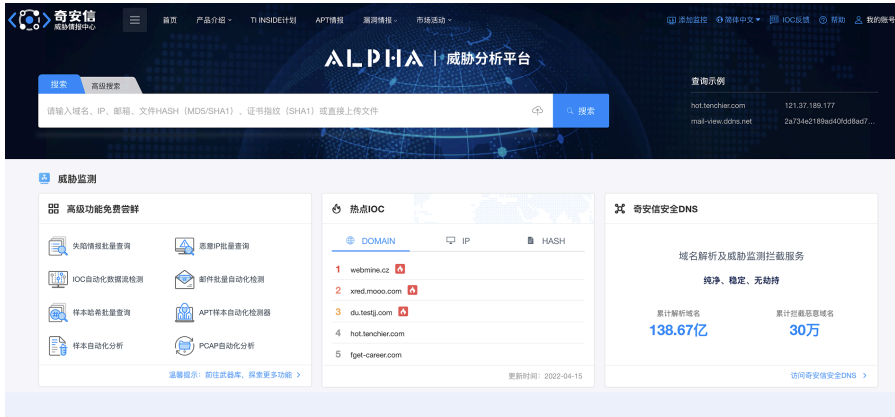 奇安信
威胁情报中心
首页 产品介绍 TI INSIDE计划 APT情报 漏洞情报 市场活动
添加监控 简体中文 IOC反馈 帮助 我的账号
ALPHA | 威胁分析平台
搜索 高级搜索
请输入域名、IP、邮箱、文件HASH（MD5/SHA1）、证书指纹（SHA1）或直接上传文件
搜索
查询示例
hot.tenchier.com 121.37.189.177
mail-view.ddns.net 2a734e2189ad40fdd8ad7...
威胁监测
高级功能免费尝鲜
失陷情报批量查询 恶意IP批量查询
IOC自动化数据流检测 邮件批量自动化检测
样本哈希批量查询 APT样本自动化检测器
样本自动化分析 PCAP自动化分析
温馨提示：前往武器库，探索更多功能 >
热点IOC
DOMAIN IP HASH
1 webmine.cz
2 xred.mooo.com
3 du.testjj.com
4 hot.tenchier.com
5 fget-career.com
更新时间：2022-04-15
奇安信安全DNS
域名解析及威胁监测拦截服务
纯净、稳定、无劫持
累计解析域名 累计拦截恶意域名
138.67亿 30万
访问奇安信安全DNS >